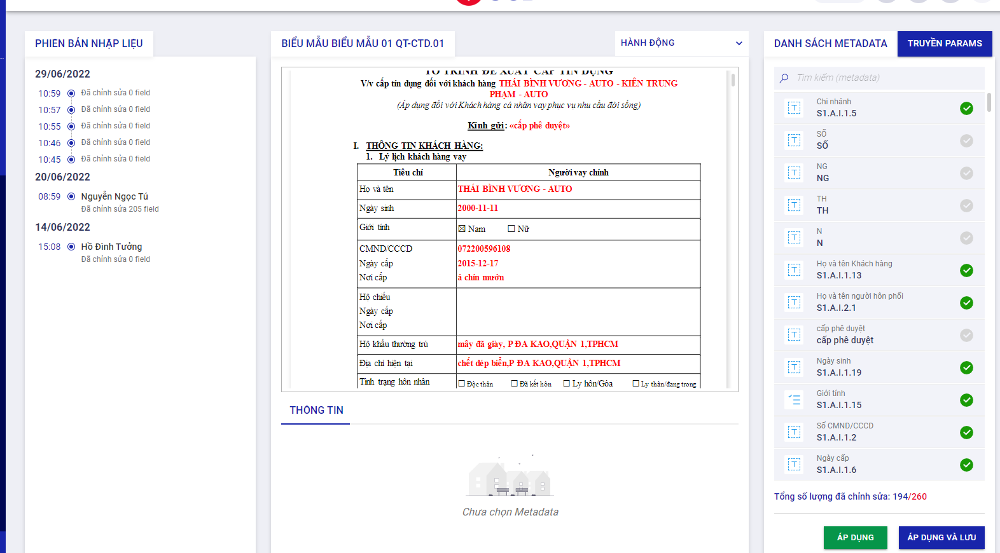 PHIÊN BẢN NHẬP LIỆU
29/06/2022
10:59 Đã chỉnh sửa 0 field
10:57 Đã chỉnh sửa 0 field
10:55 Đã chỉnh sửa 0 field
10:46 Đã chỉnh sửa 0 field
10:45 Đã chỉnh sửa 0 field
20/06/2022
08:59 Nguyễn Ngọc Tú
Đã chỉnh sửa 205 field
14/06/2022
15:08 Hồ Đình Tưởng
Đã chỉnh sửa 0 field
BIỂU MẪU BIỂU MẪU 01 QT-CTD.01
HÀNH ĐỘNG
TỜ TRÌNH ĐỀ XUẤT CẤP TÍN DỤNG
V/v cấp tín dụng đối với khách hàng THÁI BÌNH VƯƠNG - AUTO - KIÊN TRUNG
PHẠM - AUTO
(Áp dụng đối với Khách hàng cá nhân vay phục vụ nhu cầu đời sống)
Kính gửi: «cấp phê duyệt»
I. THÔNG TIN KHÁCH HÀNG:
1. Lý lịch khách hàng vay
Tiêu chí Người vay chính
Họ và tên THÁI BÌNH VƯƠNG - AUTO
Ngày sinh 2000-11-11
Giới tính ☒ Nam ☐ Nữ
CMND/CCCD 072200596108
Ngày cấp 2015-12-17
Nơi cấp á chín mướn
Hộ chiếu
Ngày cấp
Nơi cấp
Hộ khẩu thường trú mây đã giày, P ĐA KAO,QUẬN 1,TPHCM
Địa chỉ hiện tại chết dép biển,P ĐA KAO,QUẬN 1,TPHCM
Tình trạng hôn nhân ☐ Độc thân ☐ Đã kết hôn ☐ Ly hôn/Góa ☐ Ly thân/đang trong
THÔNG TIN
Chưa chọn Metadata
DANH SÁCH METADATA
TRUYỀN PARAMS
Tìm kiếm (metadata)
Chi nhánh
S1.A.I.1.5
SỐ
SỐ
NG
NG
TH
TH
N
N
Họ và tên Khách hàng
S1.A.I.1.13
Họ và tên người hôn phối
S1.A.I.2.1
cấp phê duyệt
cấp phê duyệt
Ngày sinh
S1.A.I.1.19
Giới tính
S1.A.I.1.15
Số CMND/CCCD
S1.A.I.1.2
Ngày cấp
S1.A.I.1.6
Tổng số lượng đã chỉnh sửa: 194/260
ÁP DỤNG
ÁP DỤNG VÀ LƯU